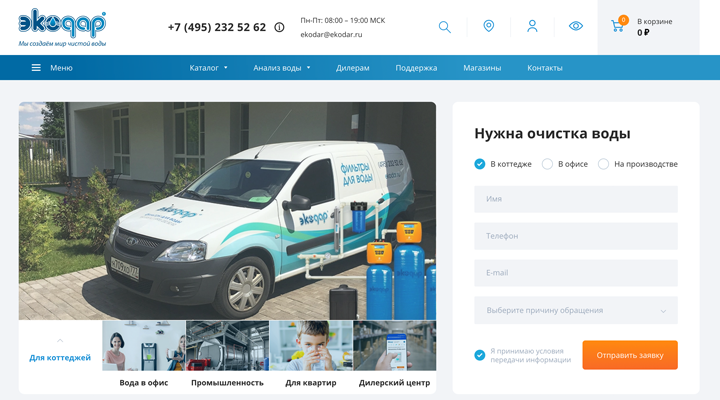 экодар
Мы создаём мир чистой воды
+7 (495) 232 52 62
Пн-Пт: 08:00 – 19:00 МСК
ekodar@ekodar.ru
0
В корзине
0 ₽
Меню
Каталог
Анализ воды
Дилерам
Поддержка
Магазины
Контакты
ФИЛЬТРЫ
ДЛЯ ВОДЫ
экодар
Нужна очистка воды
В коттедже
В офисе
На производстве
Имя
Телефон
E-mail
Выберите причину обращения
Я принимаю условия
передачи информации
Отправить заявку
Для коттеджей
Вода в офис
Промышленность
Для квартир
Дилерский центр